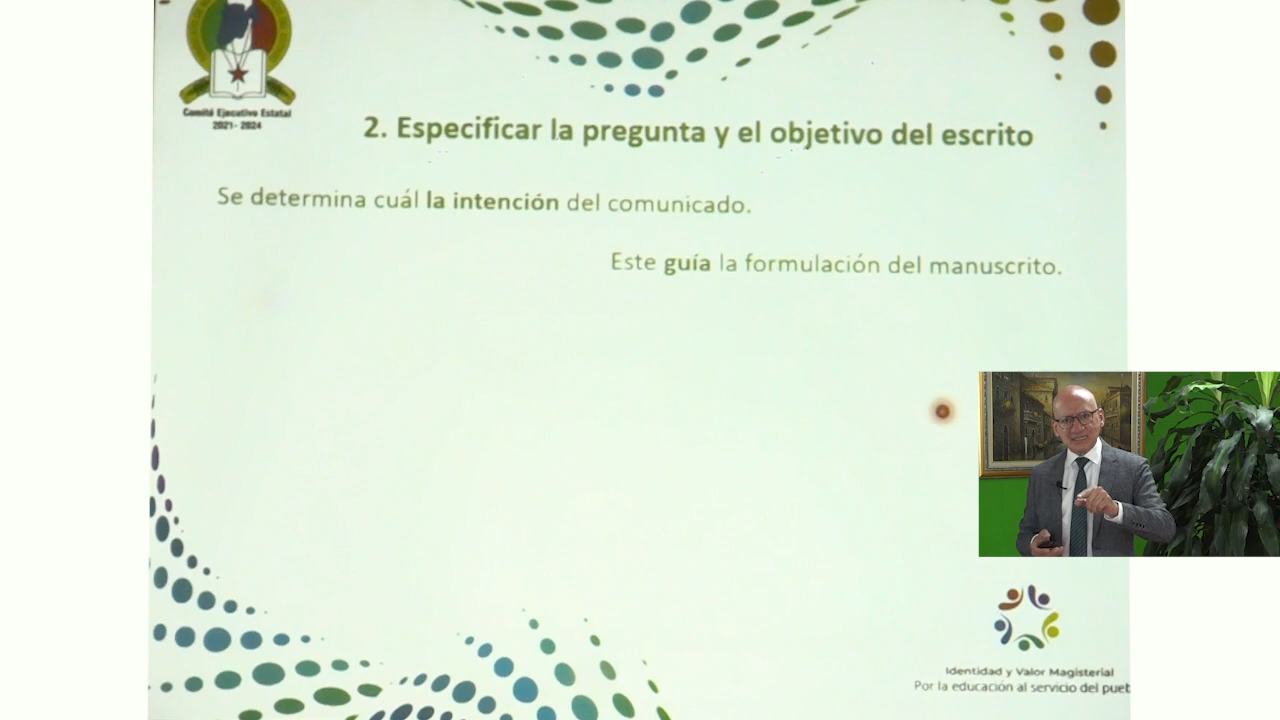 Comité Ejecutivo Estatal
2021- 2024
2. Especificar la pregunta y el objetivo del escrito
Se determina cuál la intención del comunicado.
Este guía la formulación del manuscrito.
Identidad y Valor Magisterial
Por la educación al servicio del pueb